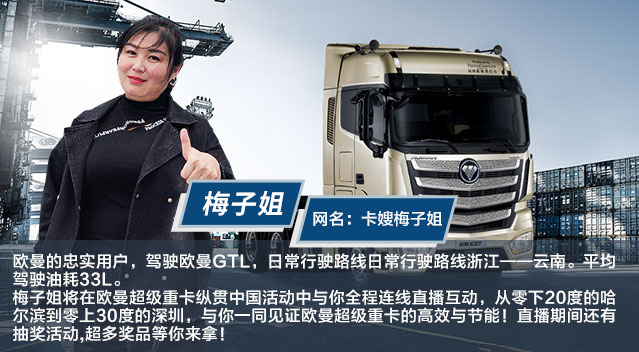 梅子姐
网名：卡嫂梅子姐
欧曼的忠实用户，驾驶欧曼GTL，日常行驶路线日常行驶路线浙江——云南。平均
驾驶油耗33L。
梅子姐将在欧曼超级重卡纵贯中国活动中与你全程连线直播互动，从零下20度的哈
尔滨到零上30度的深圳，与你一同见证欧曼超级重卡的高效与节能！直播期间还有
抽奖活动,超多奖品等你来拿！